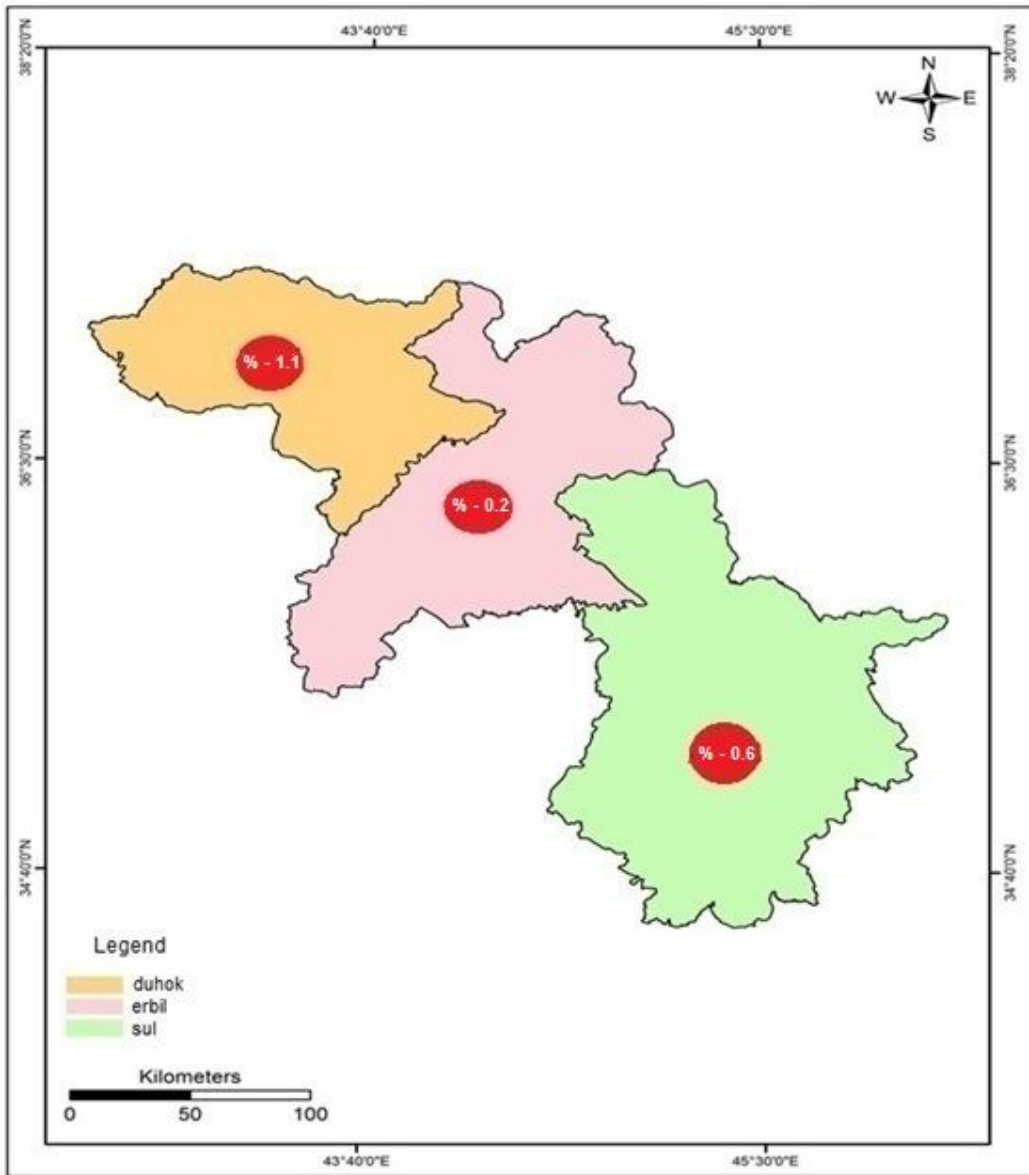 43°40'0"E
45°30'0"E
38°20'0"N
38°20'0"N
N
W
E
S
% - 1.1
36°30'0"N
36°30'0"N
% - 0.2
% - 0.6
34°40'0"N
34°40'0"N
Legend
duhok
erbil
sul
Kilometers
0 50 100
43°40'0"E
45°30'0"E